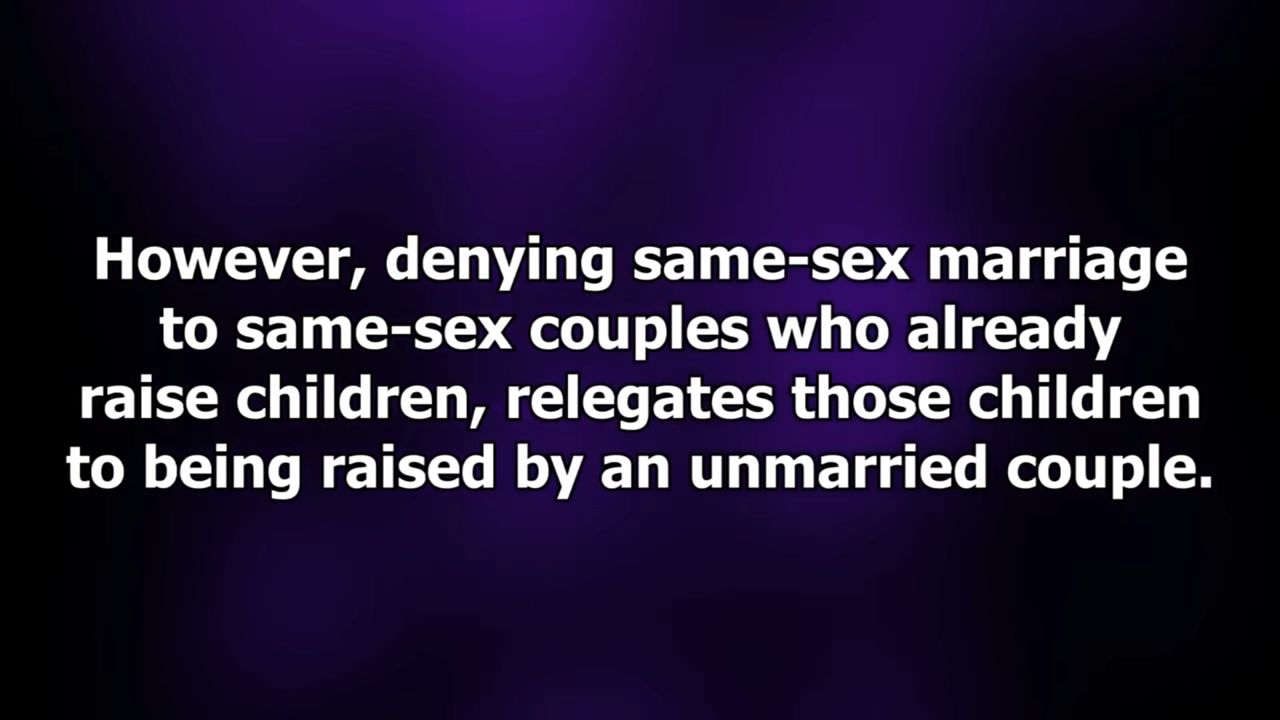 However, denying same-sex marriage
to same-sex couples who already
raise children, relegates those children
to being raised by an unmarried couple.